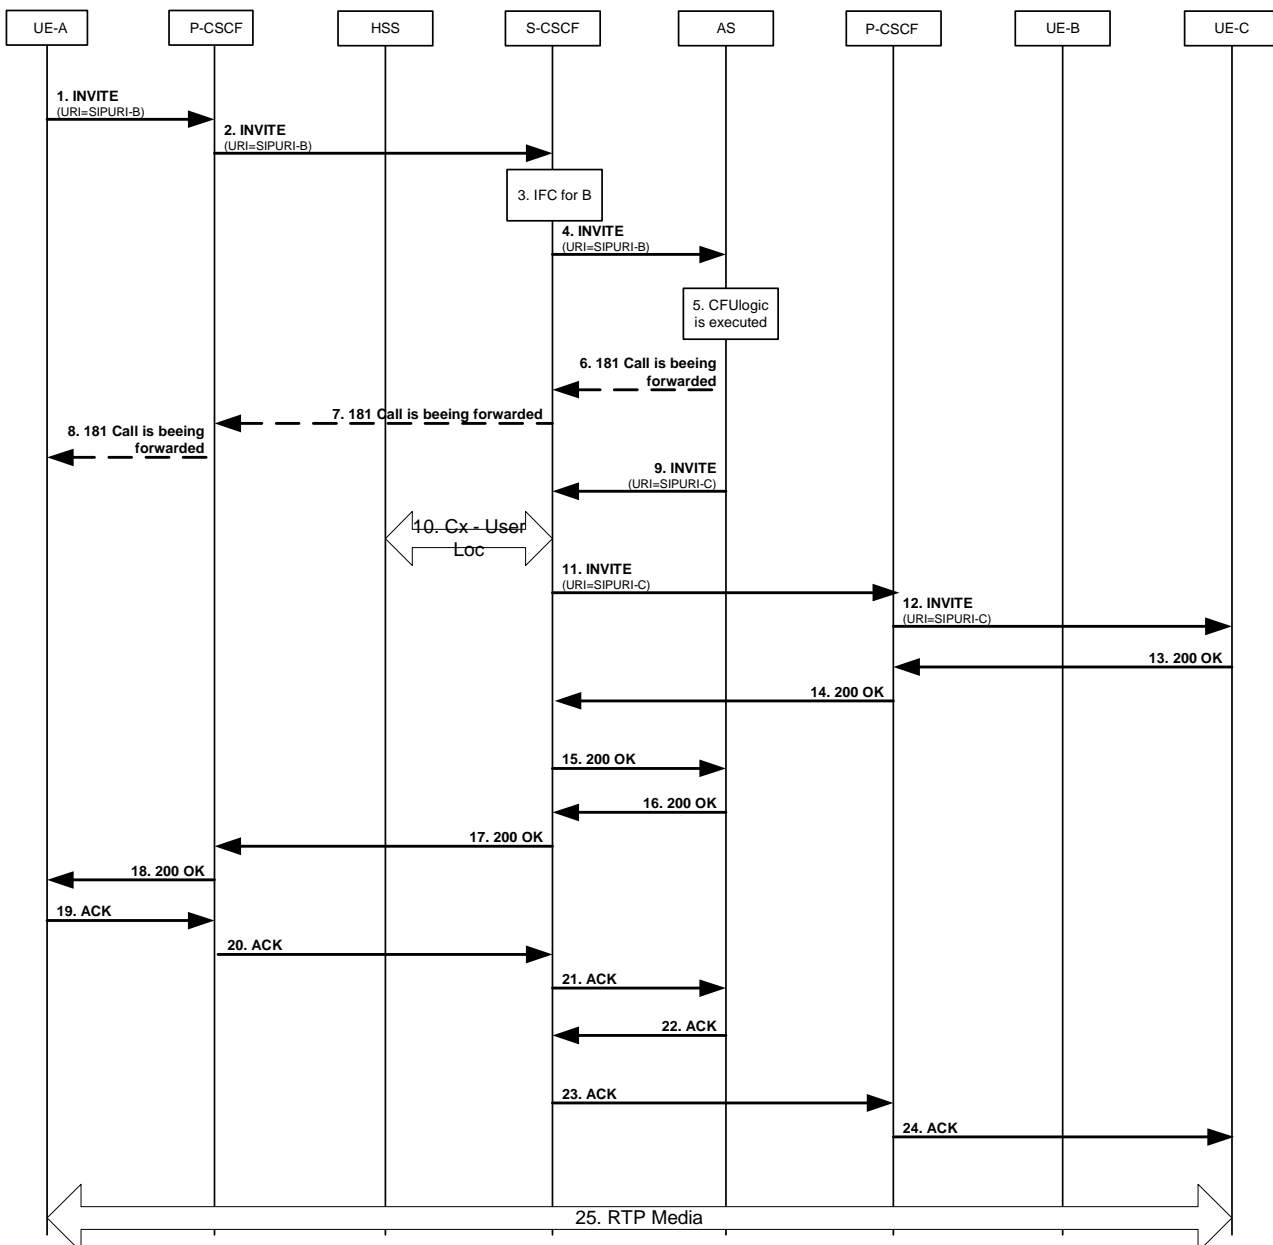 UE-A
P-CSCF
HSS
S-CSCF
AS
P-CSCF
UE-B
UE-C
1. INVITE
(URI=SIPURI-B)
2. INVITE
(URI=SIPURI-B)
3. IFC for B
4. INVITE
(URI=SIPURI-B)
5. CFUlogic
is executed
6. 181 Call is beeing
forwarded
7. 181 Call is beeing forwarded
8. 181 Call is beeing
forwarded
9. INVITE
(URI=SIPURI-C)
10. Cx - User
Loc
11. INVITE
(URI=SIPURI-C)
12. INVITE
(URI=SIPURI-C)
13. 200 OK
14. 200 OK
15. 200 OK
16. 200 OK
17. 200 OK
18. 200 OK
19. ACK
20. ACK
21. ACK
22. ACK
23. ACK
24. ACK
25. RTP Media